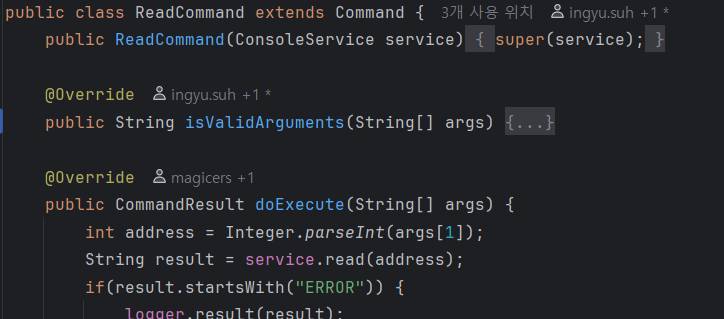 public class ReadCommand extends Command { 3개 사용 위치 ingyu.suh +1 *
public ReadCommand(ConsoleService service) { super(service); }
@Override ingyu.suh +1 *
public String isValidArguments(String[] args) {...}
@Override magicers +1
public CommandResult doExecute(String[] args) {
int address = Integer.parseInt(args[1]);
String result = service.read(address);
if(result.startsWith("ERROR")) {
logger.result(result);